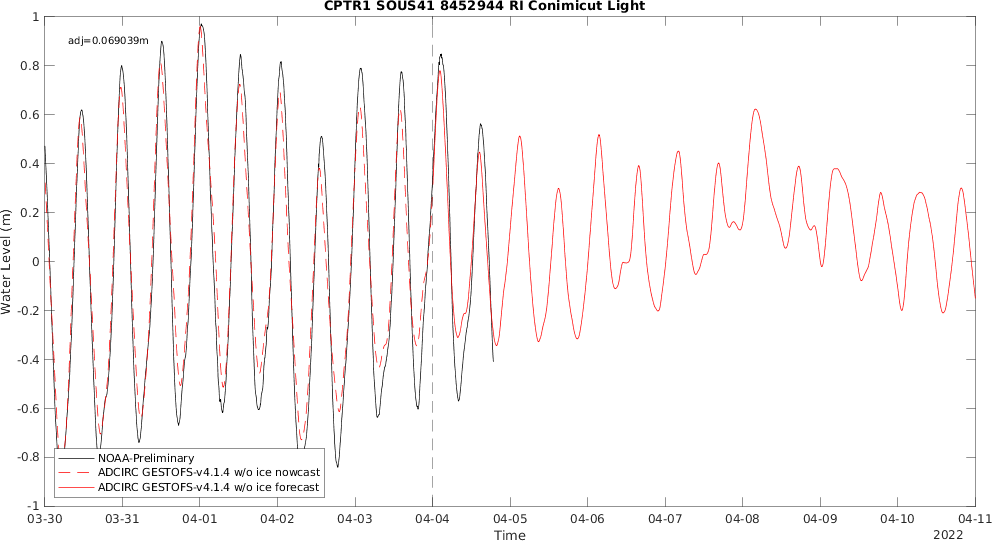 CPTR1 SOUS41 8452944 RI Conimicut Light
adj=0.069039m
1
0.8
0.6
0.4
0.2
0
-0.2
-0.4
-0.6
-0.8
-1
Water Level (m)
NOAA-Preliminary
ADCIRC GESTOFS-v4.1.4 w/o ice nowcast
ADCIRC GESTOFS-v4.1.4 w/o ice forecast
03-30 03-31 04-01 04-02 04-03 04-04 04-05 04-06 04-07 04-08 04-09 04-10 04-11
Time
2022